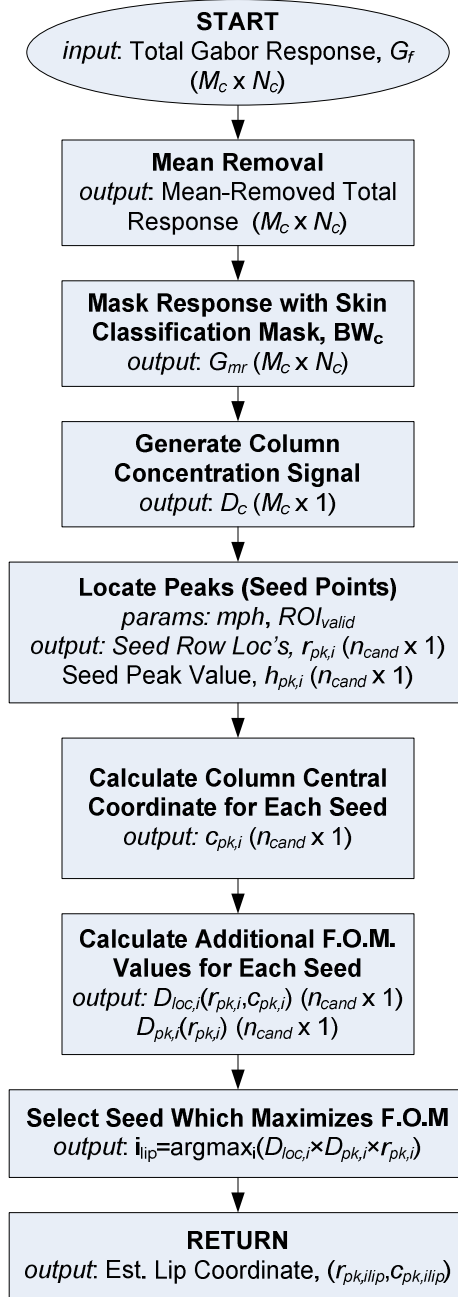 START
input: Total Gabor Response, Gf
(Mc x Nc)
Mean Removal
output: Mean-Removed Total
Response (Mc x Nc)
Mask Response with Skin
Classification Mask, BWc
output: Gmr (Mc x Nc)
Generate Column
Concentration Signal
output: Dc (Mc x 1)
Locate Peaks (Seed Points)
params: mph, ROIvalid
output: Seed Row Loc's, rpk,i (ncand x 1)
Seed Peak Value, hpk,i (ncand x 1)
Calculate Column Central
Coordinate for Each Seed
output: cpk,i (ncand x 1)
Calculate Additional F.O.M.
Values for Each Seed
output: Dloc,i(rpk,i,cpk,i) (ncand x 1)
Dpk,i(rpk,i) (ncand x 1)
Select Seed Which Maximizes F.O.M
output: ilip=argmaxi(Dloc,i×Dpk,i×rpk,i)
RETURN
output: Est. Lip Coordinate, (rpk,ilip,cpk,ilip)